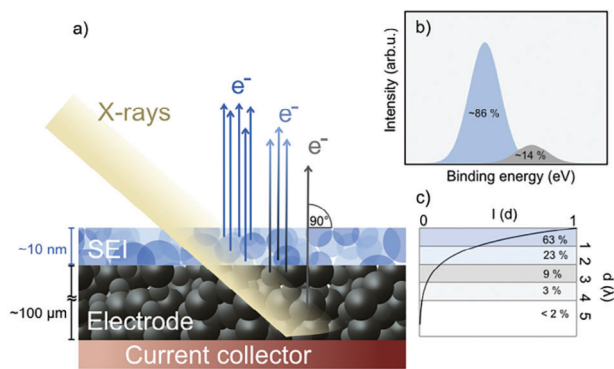 a)
X-rays
e⁻
e⁻
e⁻
90°
~10 nm
SEI
~100 µm
Electrode
Current collector
b)
Intensity (arb.u.)
~86 %
~14 %
Binding energy (eV)
c)
0
I (d)
1
63 %
1
23 %
2
9 %
3
3 %
4
< 2 %
5
d (λ)